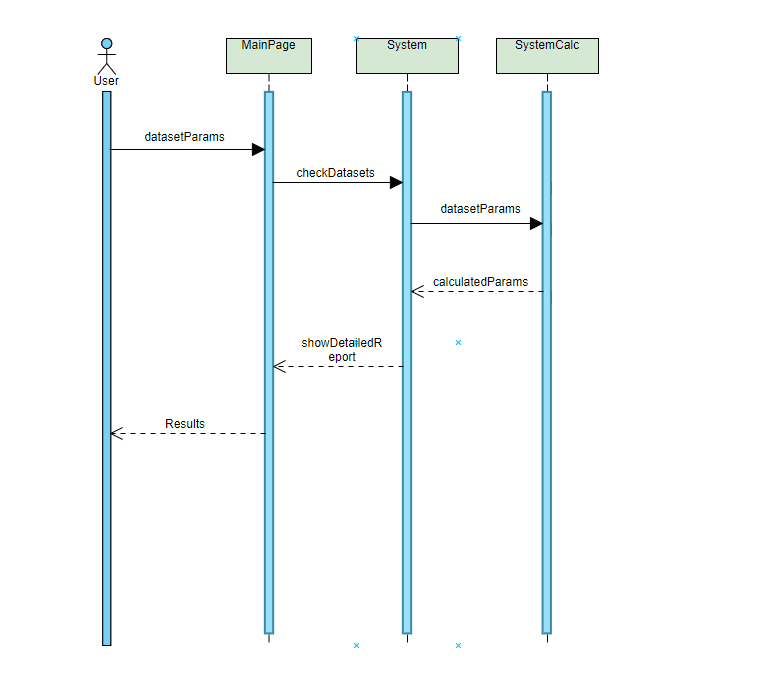 MainPage
System
SystemCalc
User
datasetParams
checkDatasets
datasetParams
calculatedParams
showDetailedR
eport
Results